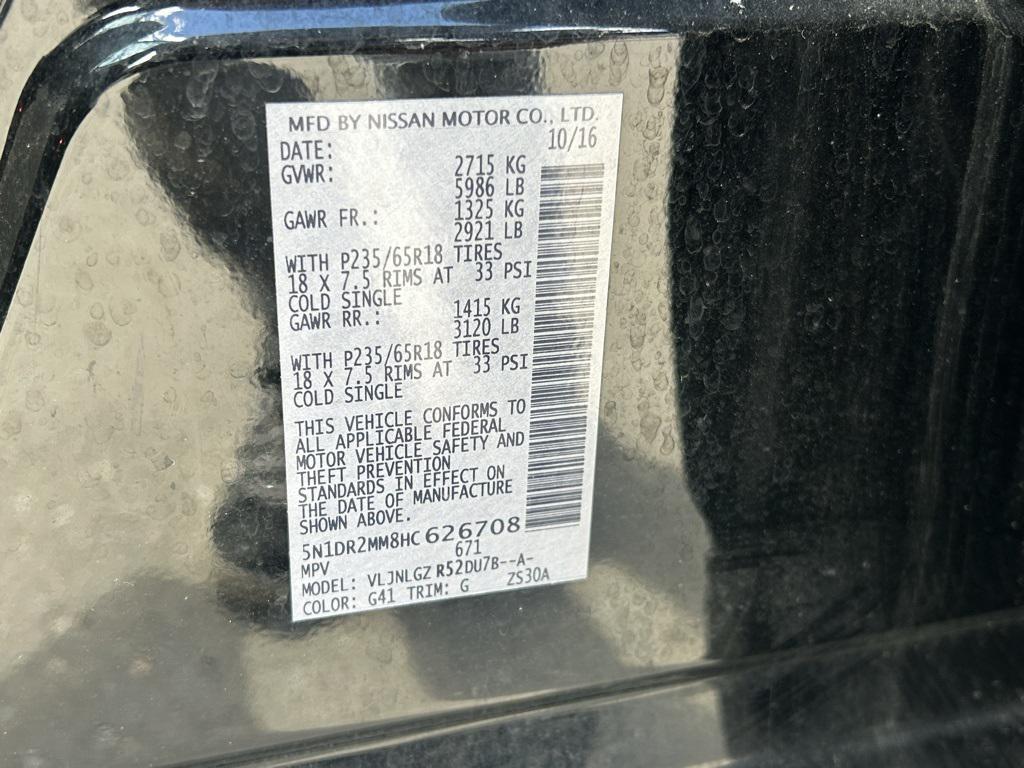 MFD BY NISSAN MOTOR CO., LTD.
DATE: 10/16
GVWR: 2715 KG
5986 LB
GAWR FR.: 1325 KG
2921 LB
WITH P235/65R18 TIRES
18 X 7.5 RIMS AT 33 PSI
COLD SINGLE
GAWR RR.: 1415 KG
3120 LB
WITH P235/65R18 TIRES
18 X 7.5 RIMS AT 33 PSI
COLD SINGLE
THIS VEHICLE CONFORMS TO
ALL APPLICABLE FEDERAL
MOTOR VEHICLE SAFETY AND
THEFT PREVENTION
STANDARDS IN EFFECT ON
THE DATE OF MANUFACTURE
SHOWN ABOVE.
5N1DR2MM8HC626708
MPV 671
MODEL: VLJNLGZ R52DU7B--A-
COLOR: G41 TRIM: G ZS30A